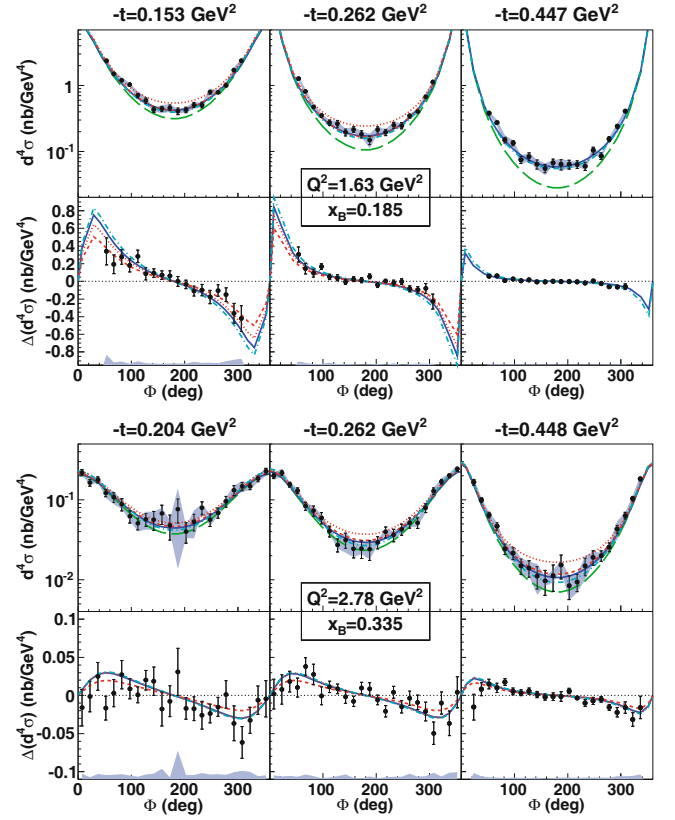 -t=0.153 GeV² -t=0.262 GeV² -t=0.447 GeV²
d⁴σ (nb/GeV⁴)
1
10⁻¹
Q²=1.63 GeV²
x_B=0.185
Δ(d⁴σ) (nb/GeV⁴)
0.8
0.6
0.4
0.2
0
-0.2
-0.4
-0.6
-0.8
0 100 200 300 100 200 300 100 200 300
Φ (deg) Φ (deg) Φ (deg)
-t=0.204 GeV² -t=0.262 GeV² -t=0.448 GeV²
d⁴σ (nb/GeV⁴)
10⁻¹
10⁻²
Q²=2.78 GeV²
x_B=0.335
Δ(d⁴σ) (nb/GeV⁴)
0.1
0.05
0
-0.05
-0.1
0 100 200 300 100 200 300 100 200 300
Φ (deg) Φ (deg) Φ (deg)